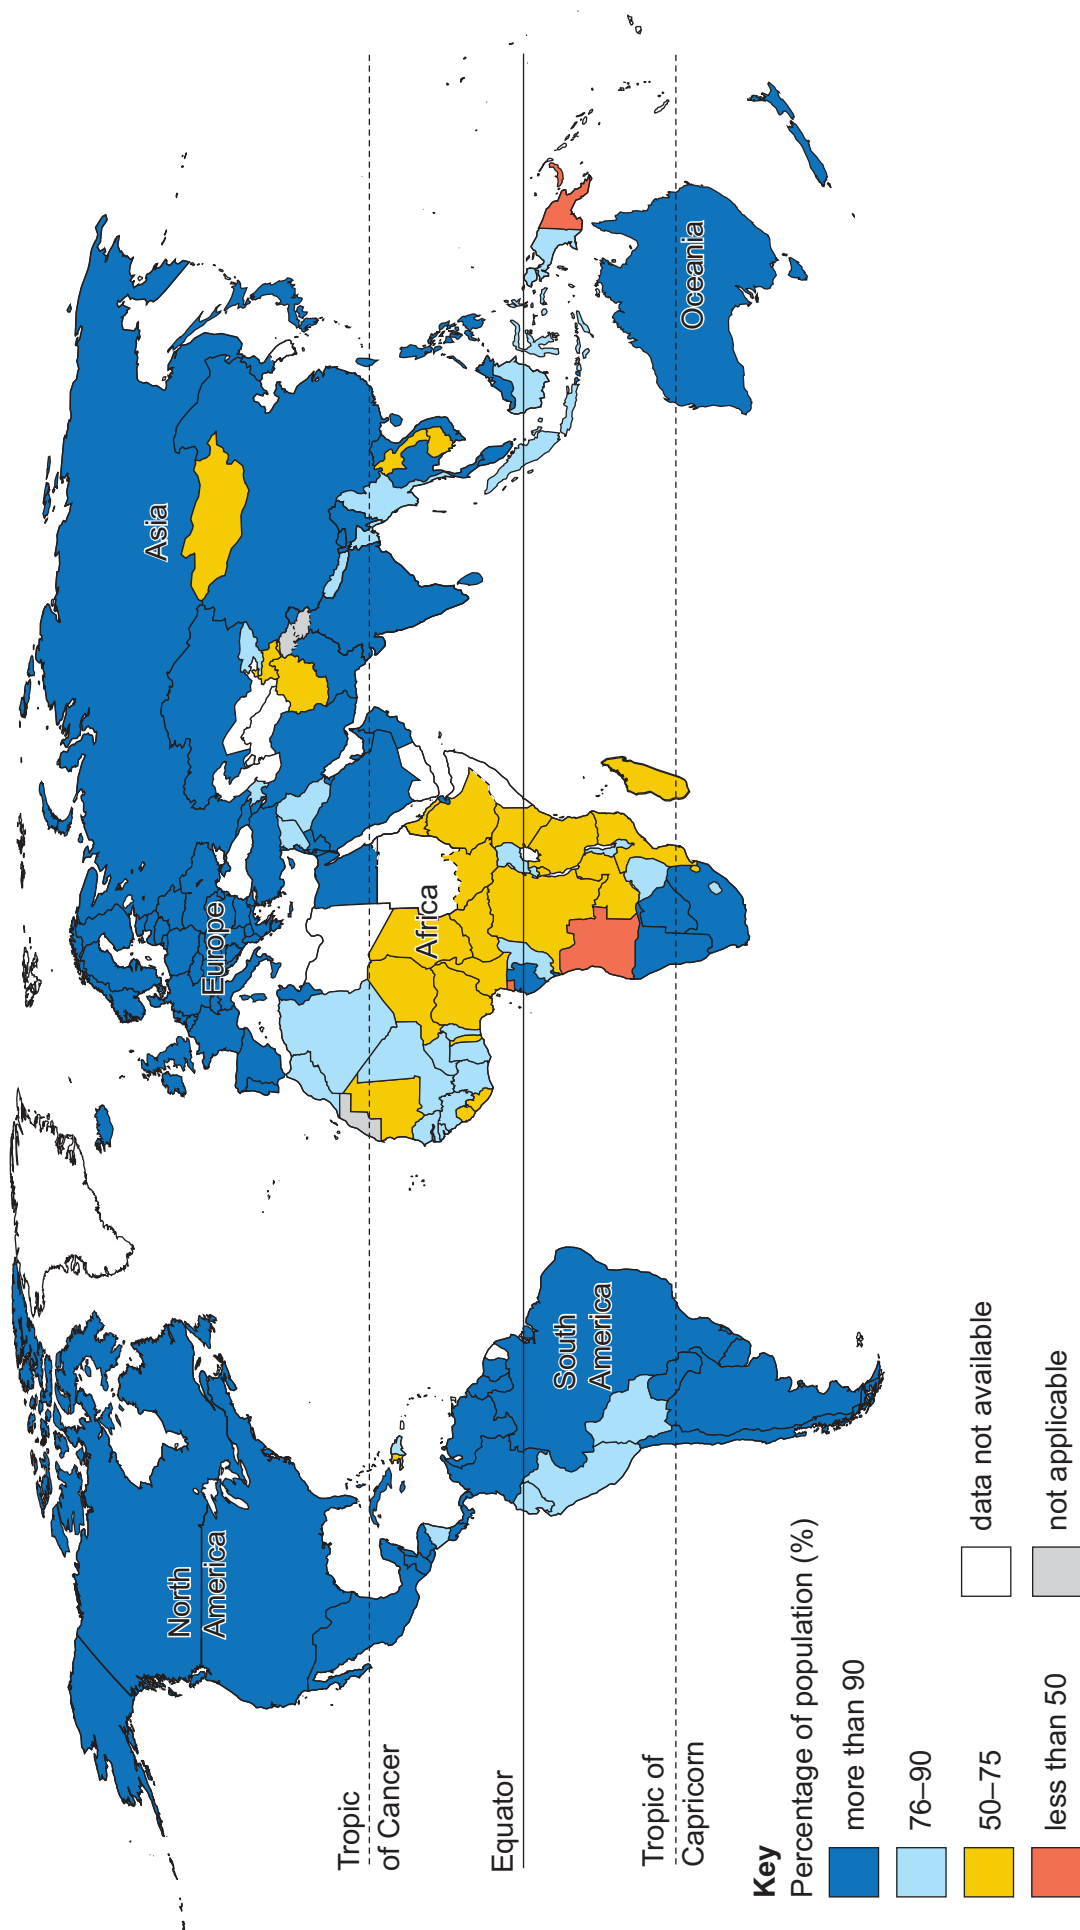 Asia
Europe
North
America
Africa
Oceania
South
America
Tropic
of Cancer
Equator
Tropic of
Capricorn
Key
Percentage of population (%)
more than 90
76–90
50–75
less than 50
data not available
not applicable